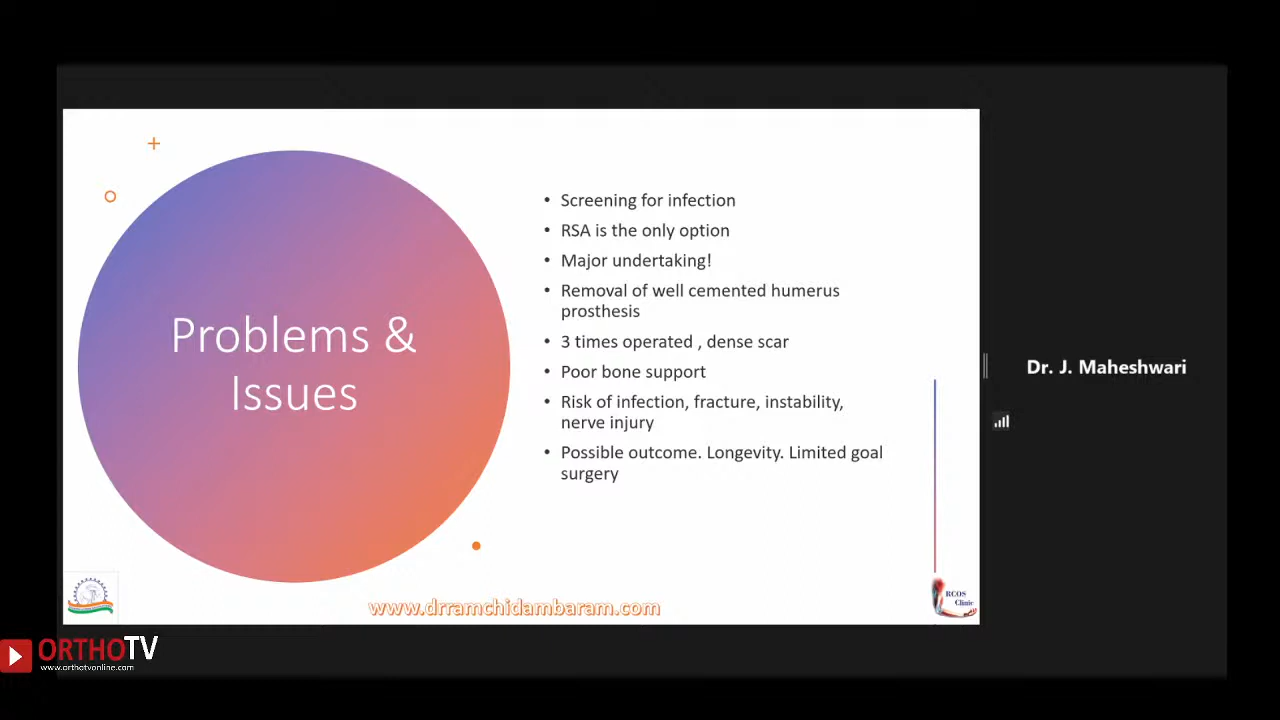 Problems &
Issues
• Screening for infection
• RSA is the only option
• Major undertaking!
• Removal of well cemented humerus
prosthesis
• 3 times operated , dense scar
• Poor bone support
• Risk of infection, fracture, instability,
nerve injury
• Possible outcome. Longevity. Limited goal
surgery
Dr. J. Maheshwari
www.drramchidambaram.com
RCOS
Clinic
ORTHOTV
www.orthotvonline.com